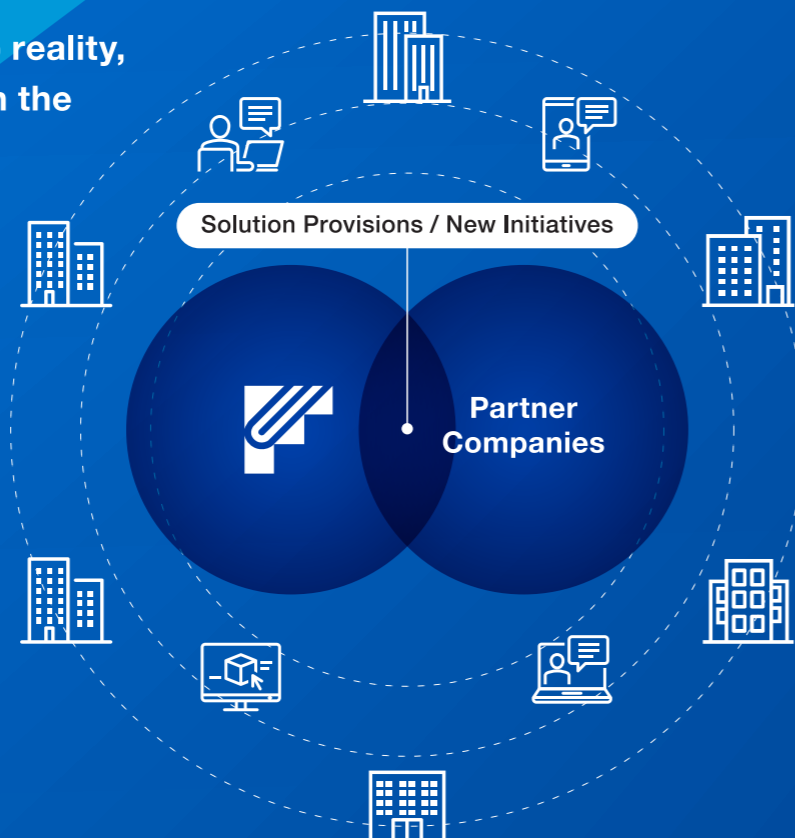 reality,
the
Solution Provisions / New Initiatives
Partner
Companies